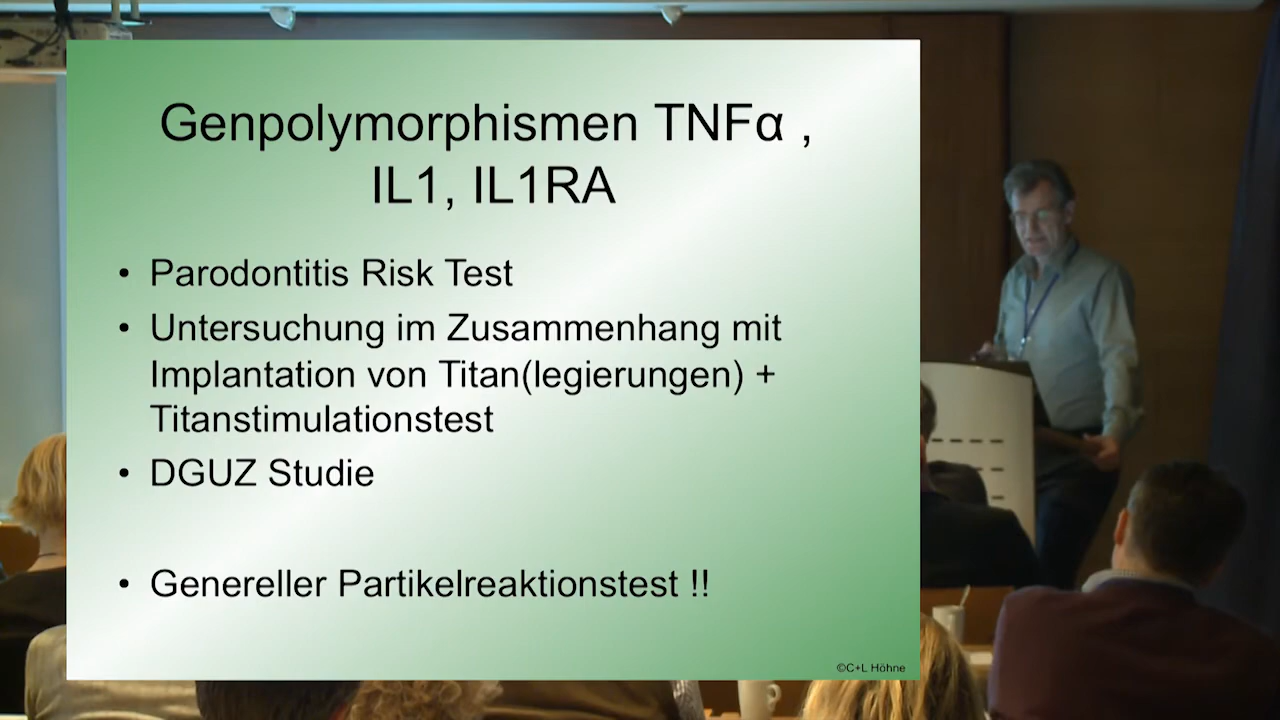 Genpolymorphismen TNFα ,
IL1, IL1RA
• Parodontitis Risk Test
• Untersuchung im Zusammenhang mit
Implantation von Titan(legierungen) +
Titanstimulationstest
• DGUZ Studie
• Genereller Partikelreaktionstest !!
©C+L Höhne